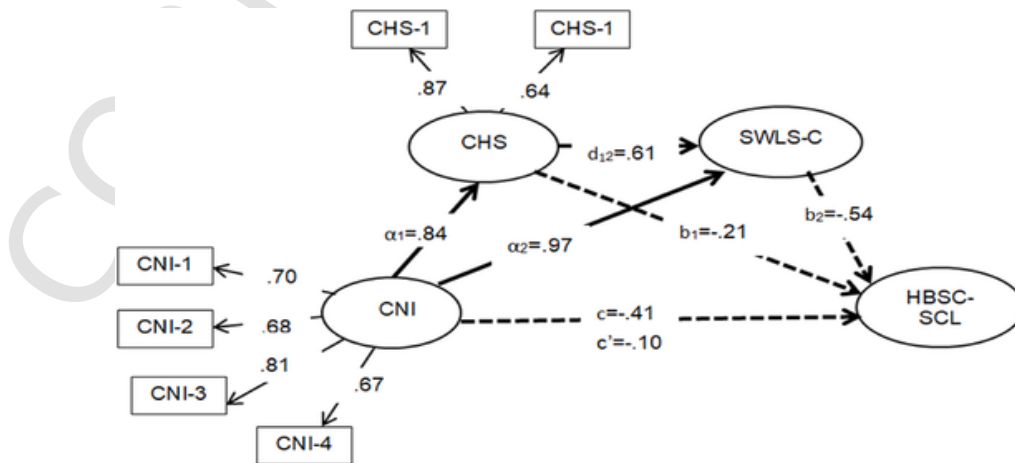 CHS-1
CHS-1
.87
.64
CHS
SWLS-C
d12=.61
α1=.84
α2=.97
b1=-.21
b2=-.54
CNI-1
.70
CNI
HBSC-
SCL
CNI-2
.68
c=-.41
c'=-.10
.81
CNI-3
.67
CNI-4